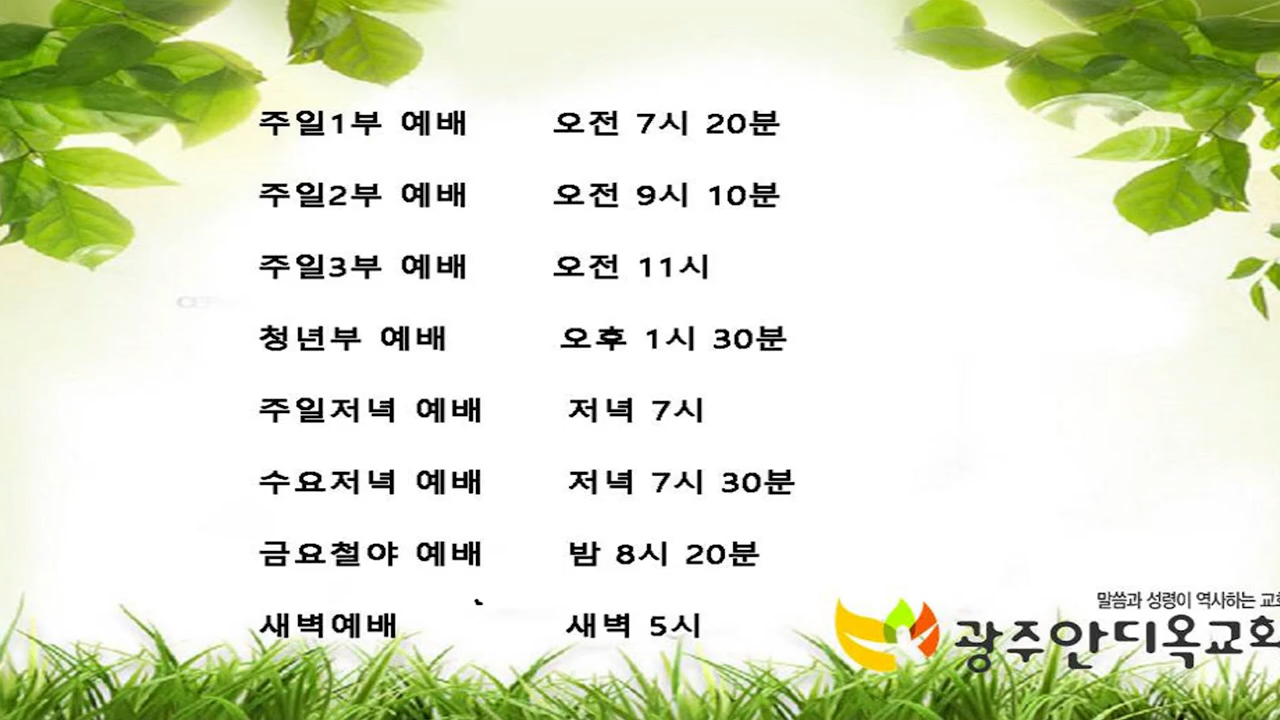 주일1부 예배 오전 7시 20분
주일2부 예배 오전 9시 10분
주일3부 예배 오전 11시
청년부 예배 오후 1시 30분
주일저녁 예배 저녁 7시
수요저녁 예배 저녁 7시 30분
금요철야 예배 밤 8시 20분
새벽예배 새벽 5시
말씀과 성령이 역사하는 교회
광주안디옥교회